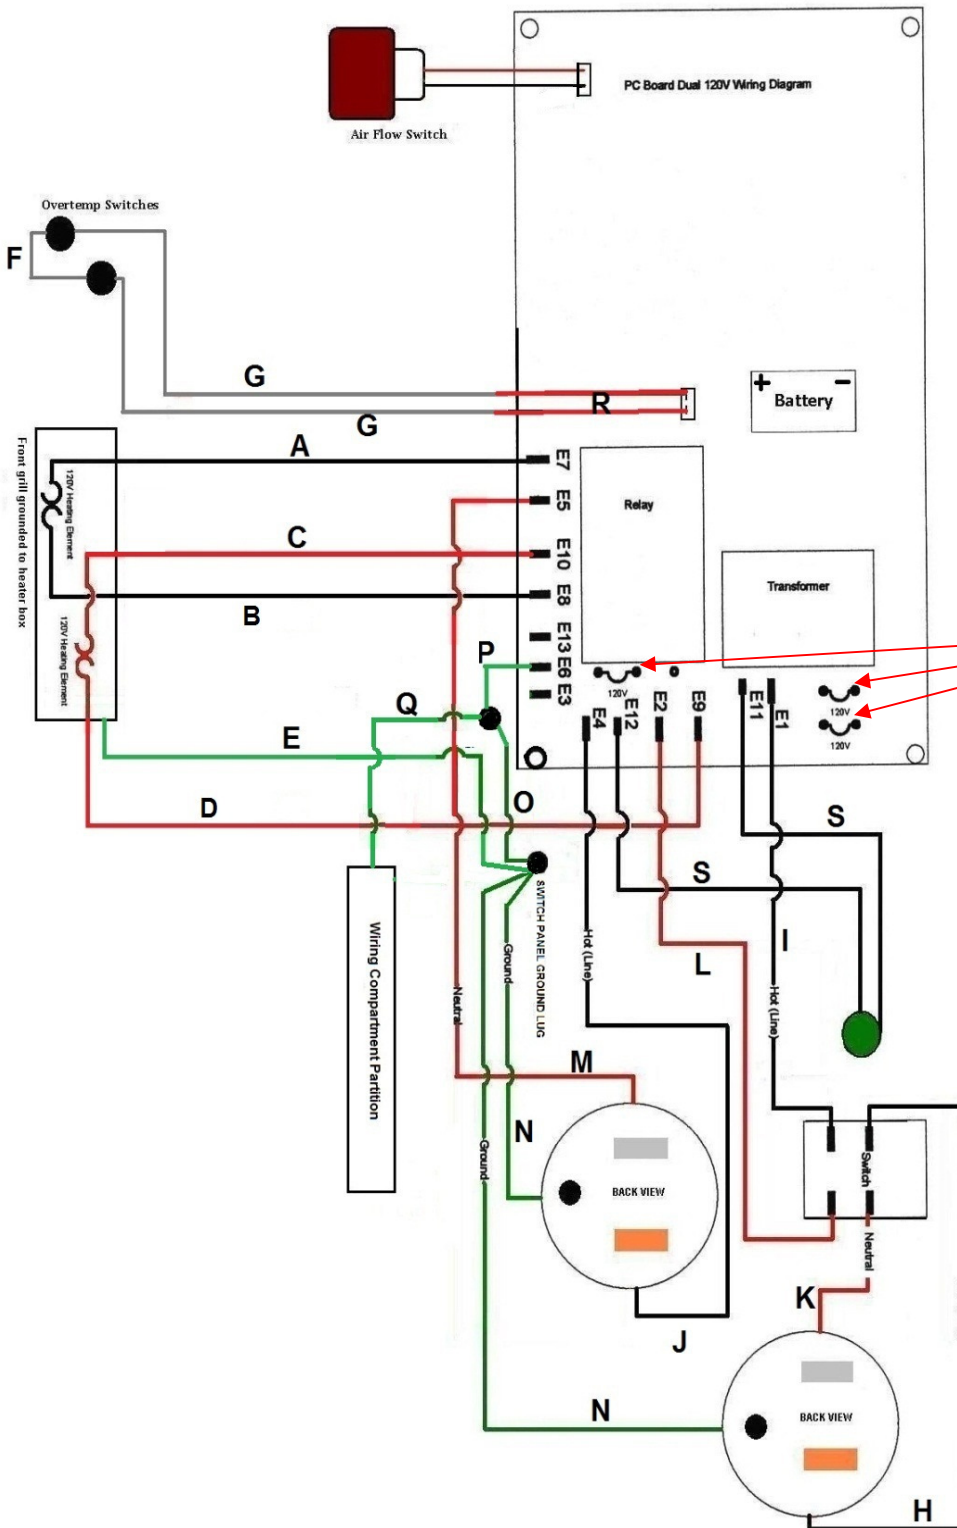 PC Board Dual 120V Wiring Diagram
Air Flow Switch
Overtemp Switches
F
G
G
R
+ -
Battery
A
E7
Front grill grounded to heater box
120V Heating Element
E5
Relay
C
E10
Transformer
B
E8
120V Heating Element
E13
P
E6
E3
120V
120V
120V
Q
E4
E12
E2
E9
E11
E1
E
O
O
D
S
S
SWITCH PANEL GROUND LUG
Wiring Compartment Partition
Hot (Line)
Ground
L
I
Neutral
Hot (Line)
M
N
Ground
Switch
BACK VIEW
Neutral
K
J
N
BACK VIEW
H